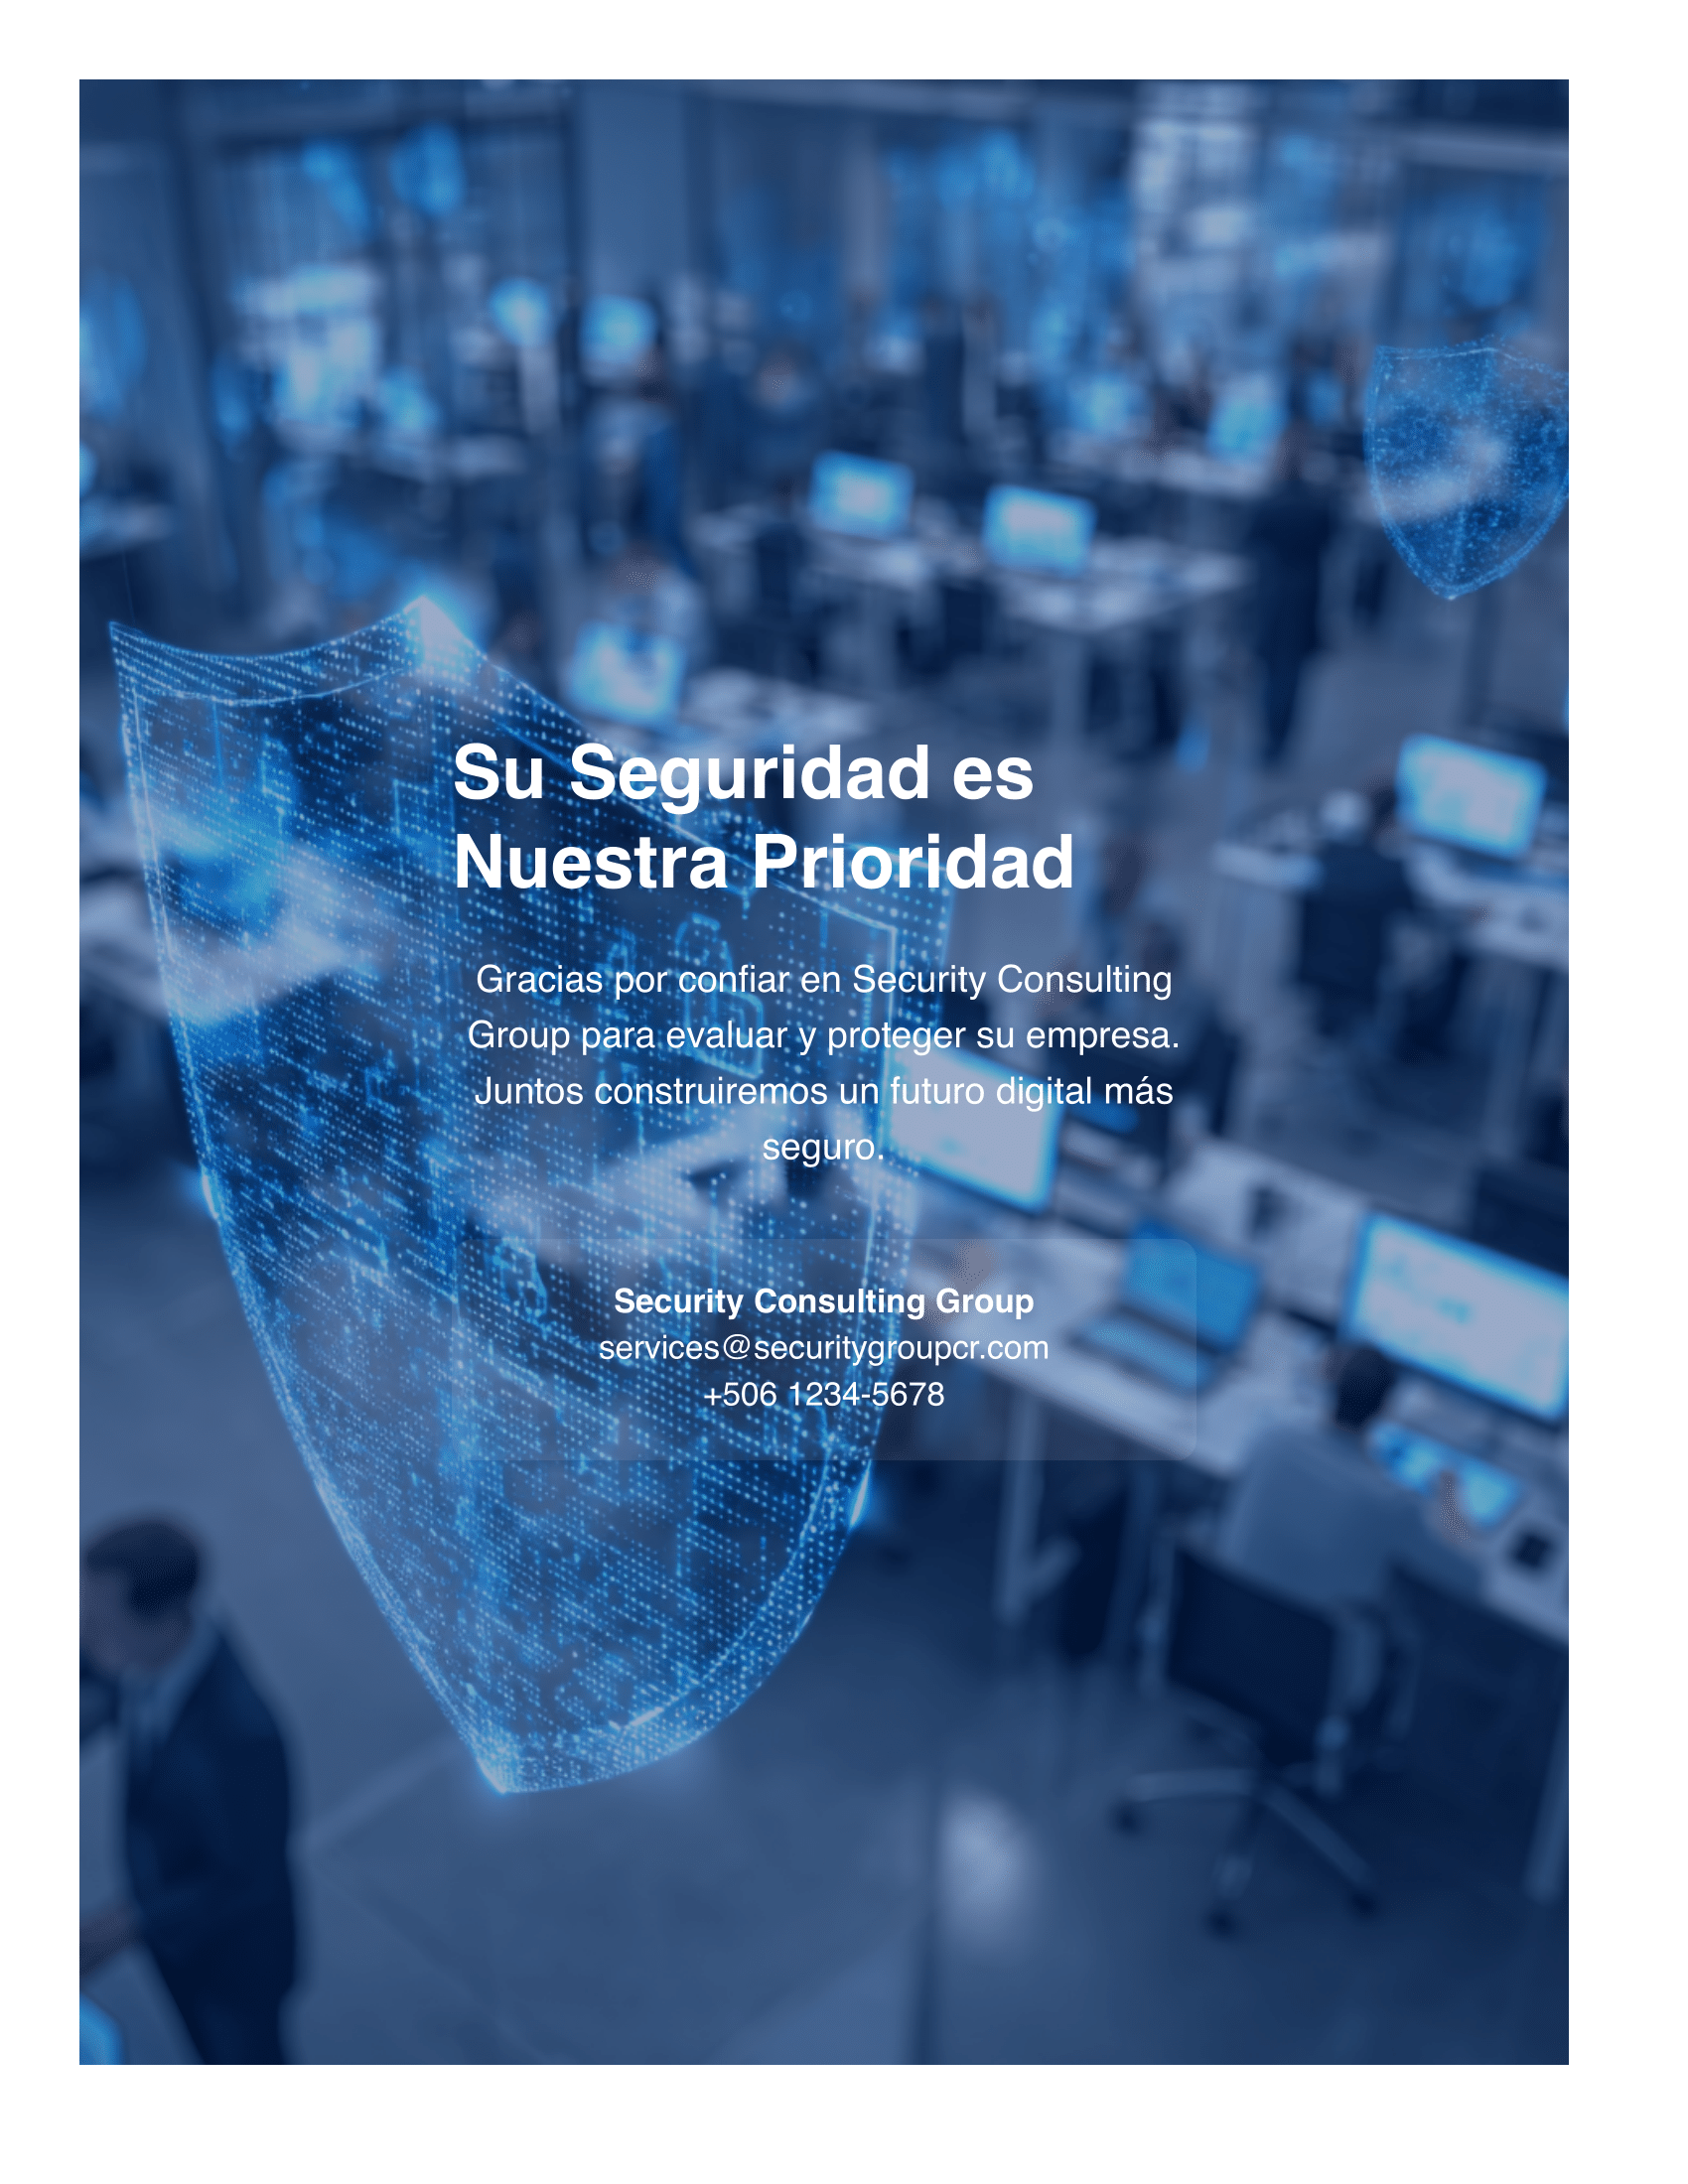 Su Seguridad es
Nuestra Prioridad
Gracias por confiar en Security Consulting
Group para evaluar y proteger su empresa.
Juntos construiremos un futuro digital más
seguro.
Security Consulting Group
services@securitygroupcr.com
+506 1234-5678